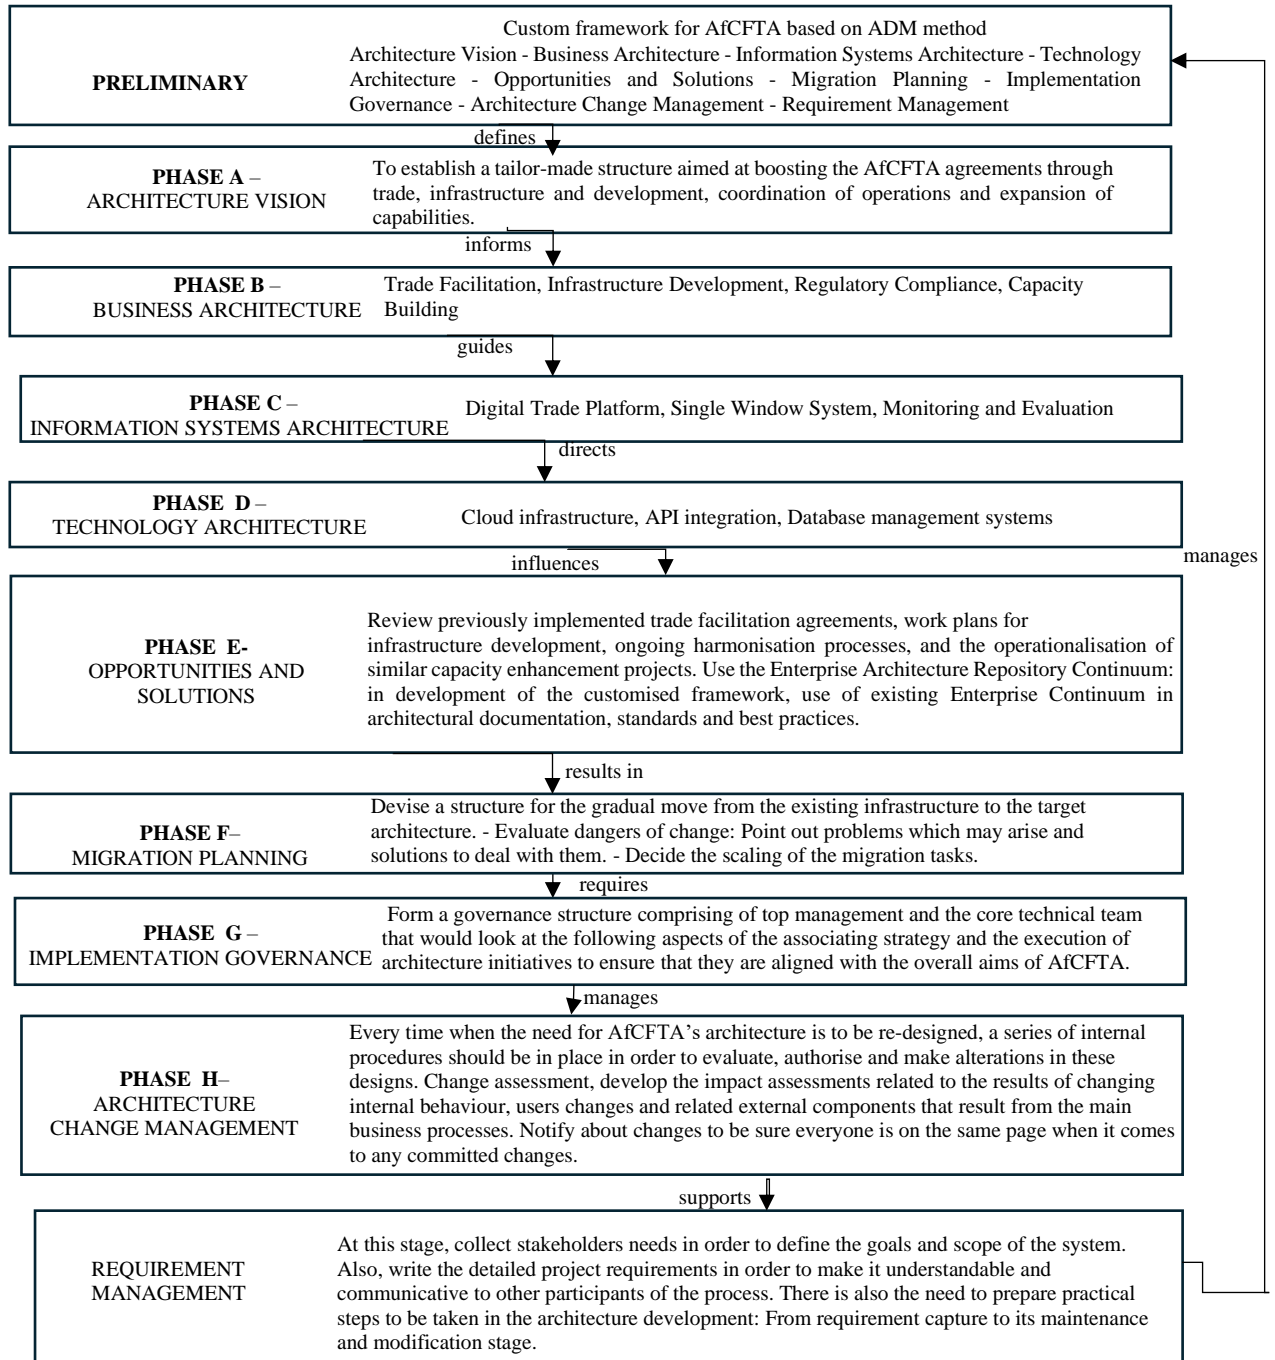 Custom framework for AfCFTA based on ADM method
PRELIMINARY
Architecture Vision - Business Architecture - Information Systems Architecture - Technology
Architecture - Opportunities and Solutions - Migration Planning - Implementation
Governance - Architecture Change Management - Requirement Management
defines
PHASE A –
ARCHITECTURE VISION
To establish a tailor-made structure aimed at boosting the AfCFTA agreements through
trade, infrastructure and development, coordination of operations and expansion of
capabilities.
informs
PHASE B –
BUSINESS ARCHITECTURE
Trade Facilitation, Infrastructure Development, Regulatory Compliance, Capacity
Building
guides
PHASE C –
INFORMATION SYSTEMS ARCHITECTURE
Digital Trade Platform, Single Window System, Monitoring and Evaluation
directs
PHASE D –
TECHNOLOGY ARCHITECTURE
Cloud infrastructure, API integration, Database management systems
influences
manages
PHASE E-
OPPORTUNITIES AND
SOLUTIONS
Review previously implemented trade facilitation agreements, work plans for
infrastructure development, ongoing harmonisation processes, and the operationalisation of
similar capacity enhancement projects. Use the Enterprise Architecture Repository Continuum:
in development of the customised framework, use of existing Enterprise Continuum in
architectural documentation, standards and best practices.
results in
PHASE F–
MIGRATION PLANNING
Devise a structure for the gradual move from the existing infrastructure to the target
architecture. - Evaluate dangers of change: Point out problems which may arise and
solutions to deal with them. - Decide the scaling of the migration tasks.
requires
PHASE G –
IMPLEMENTATION GOVERNANCE
Form a governance structure comprising of top management and the core technical team
that would look at the following aspects of the associating strategy and the execution of
architecture initiatives to ensure that they are aligned with the overall aims of AfCFTA.
manages
PHASE H–
ARCHITECTURE
CHANGE MANAGEMENT
Every time when the need for AfCFTA’s architecture is to be re-designed, a series of internal
procedures should be in place in order to evaluate, authorise and make alterations in these
designs. Change assessment, develop the impact assessments related to the results of changing
internal behaviour, users changes and related external components that result from the main
business processes. Notify about changes to be sure everyone is on the same page when it comes
to any committed changes.
supports
REQUIREMENT
MANAGEMENT
At this stage, collect stakeholders needs in order to define the goals and scope of the system.
Also, write the detailed project requirements in order to make it understandable and
communicative to other participants of the process. There is also the need to prepare practical
steps to be taken in the architecture development: From requirement capture to its maintenance
and modification stage.